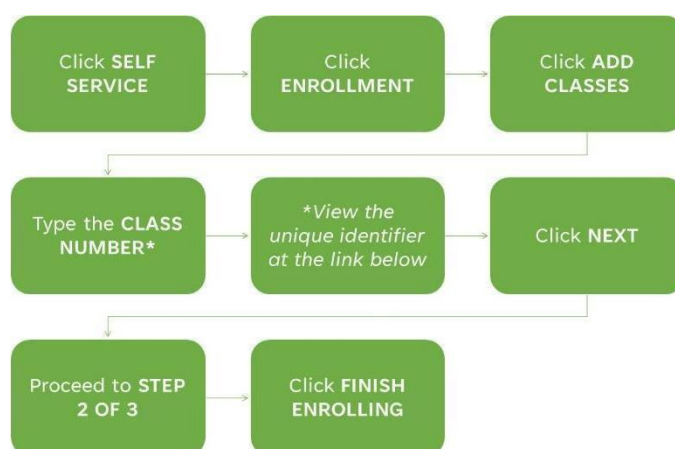 Click SELF
SERVICE
Click
ENROLLMENT
Click ADD
CLASSES
Type the CLASS
NUMBER*
*View the
unique identifier
at the link below
Click NEXT
Proceed to STEP
2 OF 3
Click FINISH
ENROLLING